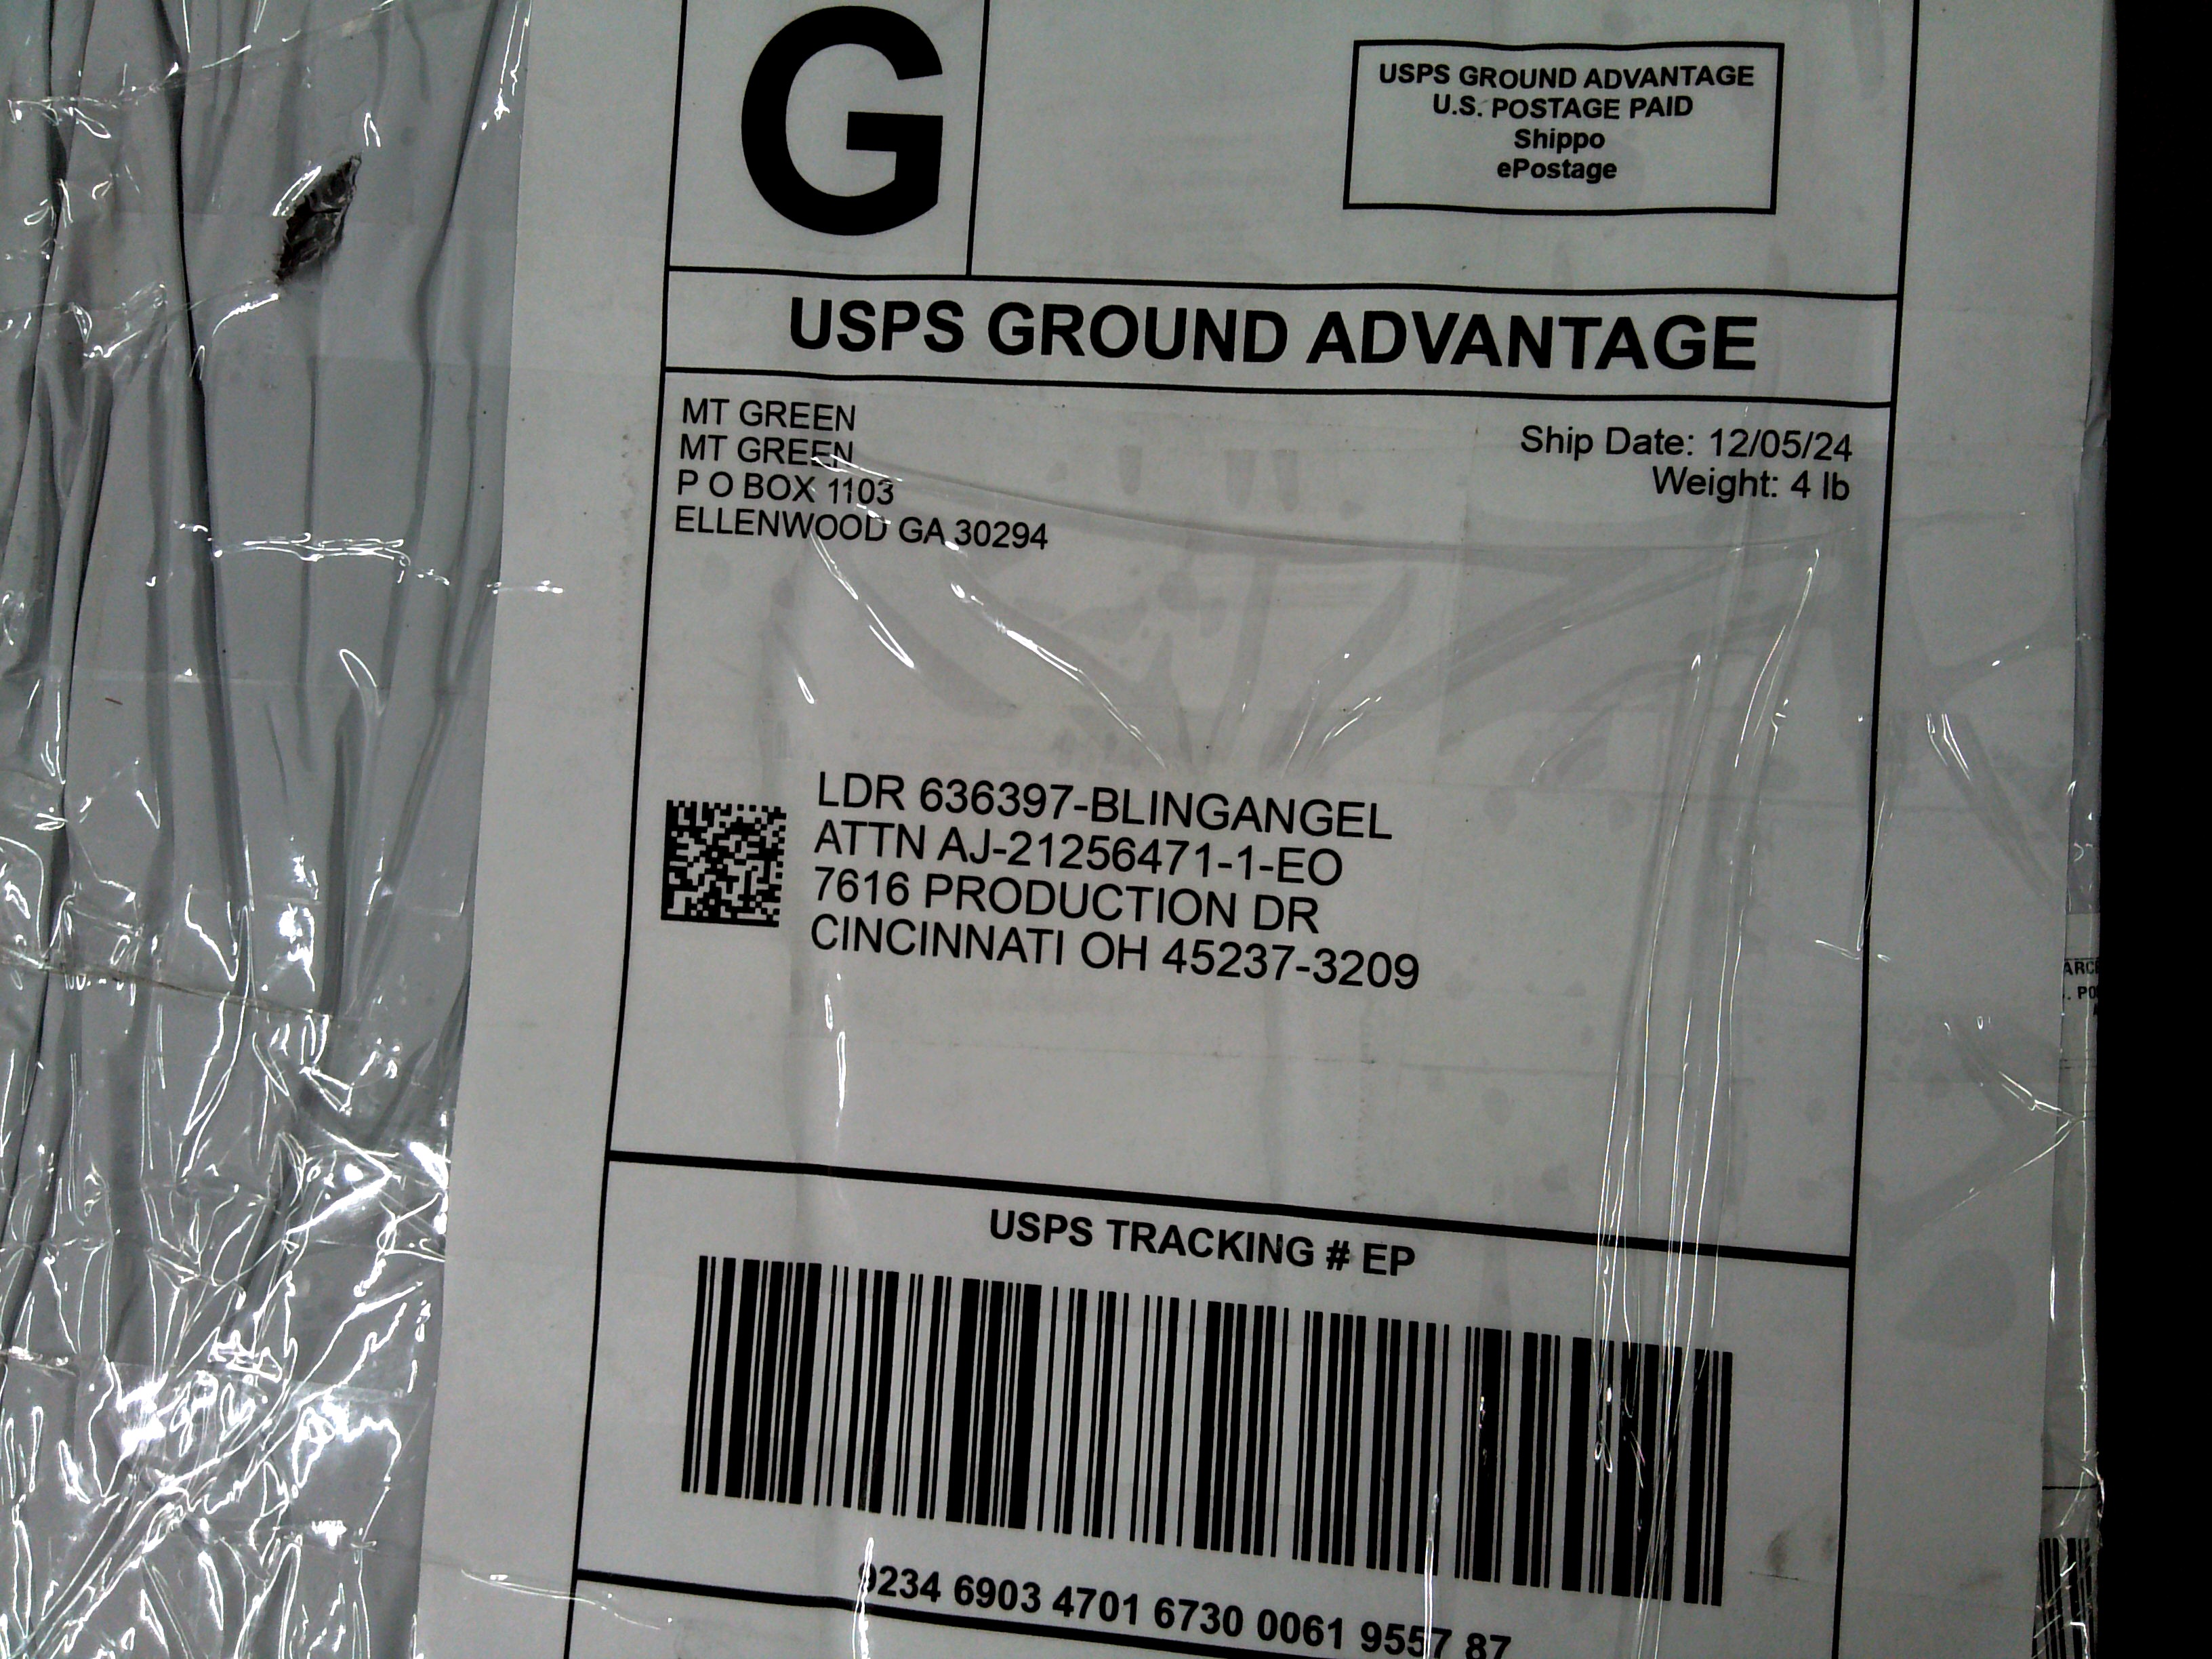 G
USPS GROUND ADVANTAGE
U.S. POSTAGE PAID
Shippo
ePostage
USPS GROUND ADVANTAGE
MT GREEN
MT GREEN
P O BOX 1103
ELLENWOOD GA 30294
Ship Date: 12/05/24
Weight: 4 lb
LDR 636397-BLINGANGEL
ATTN AJ-21256471-1-EO
7616 PRODUCTION DR
CINCINNATI OH 45237-3209
USPS TRACKING # EP
9234 6903 4701 6730 0061 9557 87